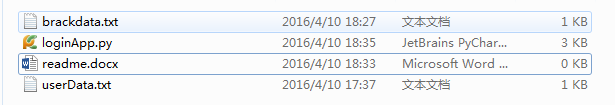 brackdata.txt 2016/4/10 18:27 文本文档 1 KB
loginApp.py 2016/4/10 18:35 JetBrains PyChar... 3 KB
readme.docx 2016/4/10 18:33 Microsoft Word ... 0 KB
userData.txt 2016/4/10 17:37 文本文档 1 KB